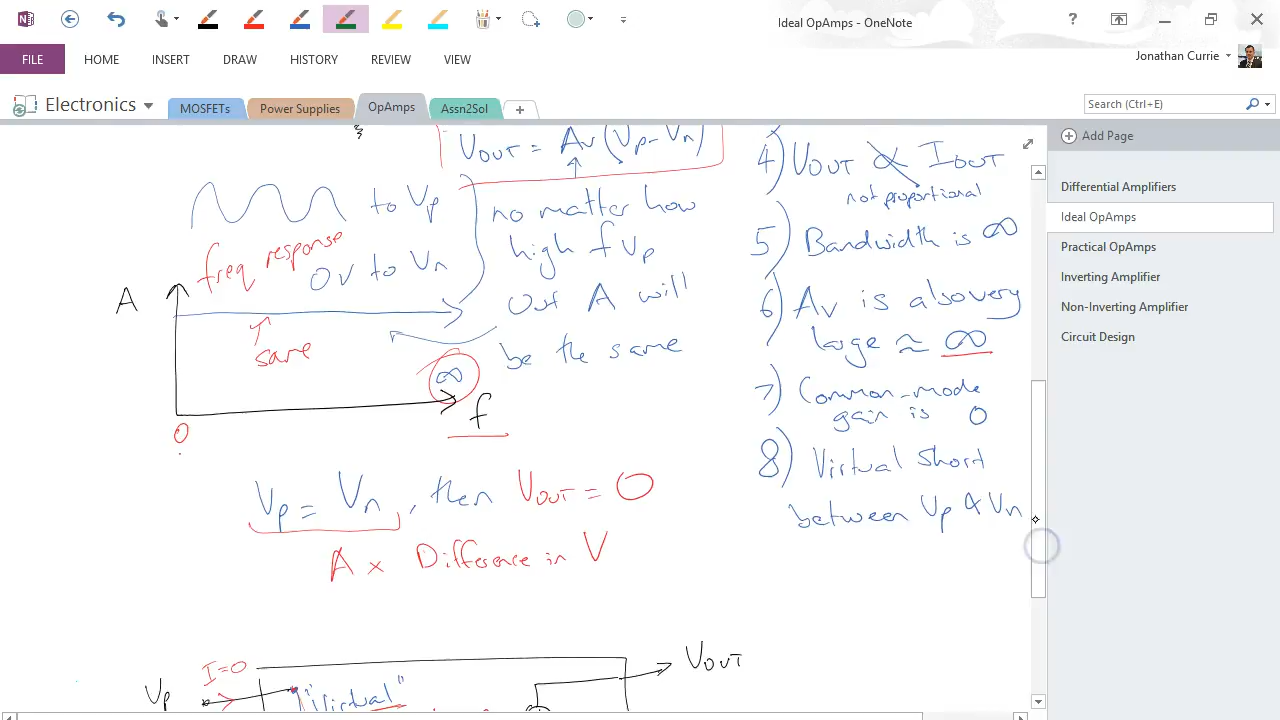 Ideal OpAmps - OneNote
?
Jonathan Currie
FILE
HOME
INSERT
DRAW
HISTORY
REVIEW
VIEW
Electronics
MOSFETs
Power Supplies
OpAmps
Assn2Sol
+
Search (Ctrl+E)
Add Page
Differential Amplifiers
Ideal OpAmps
Practical OpAmps
Inverting Amplifier
Non-Inverting Amplifier
Circuit Design
VOUT = Av (Vp - Vn)
to Vp
freq response
0V to Vn
A
same
∞
f
0
no matter how
high f Vp
our A will
be the same
Vp = Vn, then VOUT = 0
A x Difference in V
I=0
Vp
"Virtual"
VOUT
4) VOUT ∝ IOUT
not proportional
5) Bandwidth is ∞
6) Av is also very
large ≈ ∞
7) Common-mode
gain is 0
8) Virtual Short
between Vp & Vn